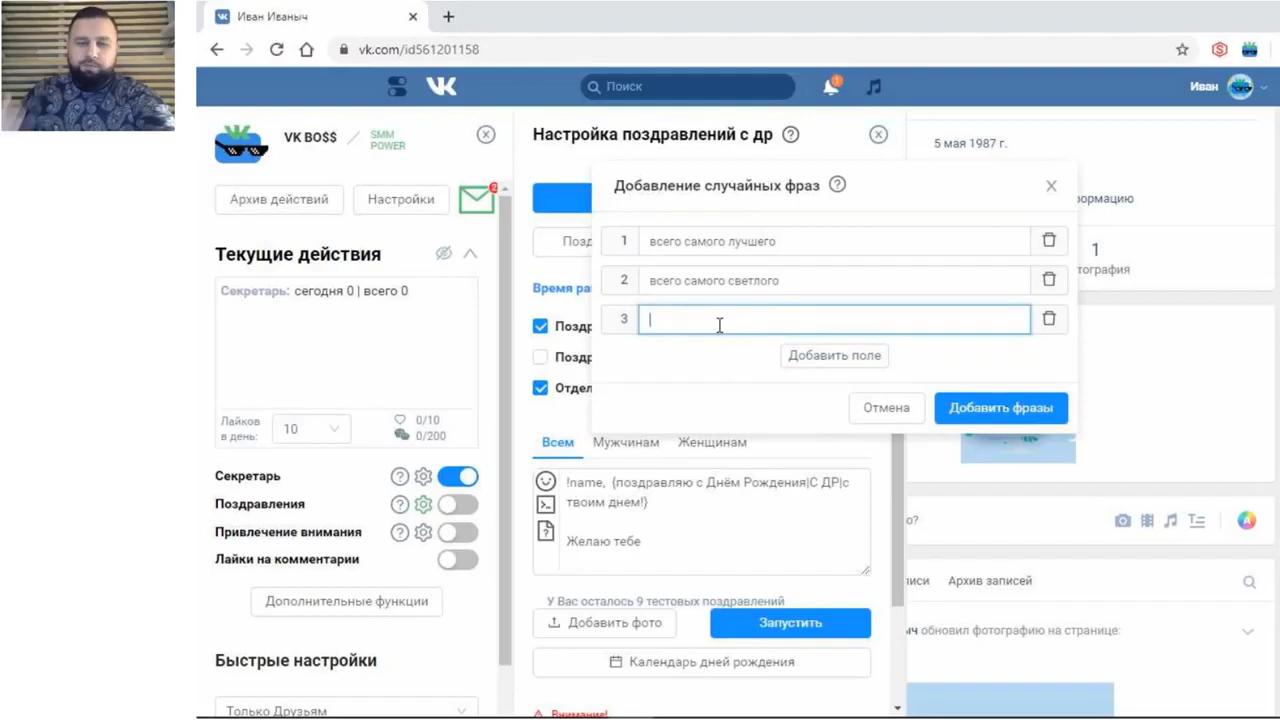 Иван Иваныч
vk.com/id561201158
Поиск
1
Иван
VK BO$$
SMM
POWER
Архив действий
Настройки
2
Текущие действия
Секретарь: сегодня 0 | всего 0
Лайков
в день:
10
0/10
0/200
Секретарь
Поздравления
Привлечение внимания
Лайки на комментарии
Дополнительные функции
Быстрые настройки
Только Друзьям
Настройка поздравлений с др
Позд
Время ра
Поздр
Поздр
Отдел
Добавление случайных фраз
1 всего самого лучшего
2 всего самого светлого
3
Добавить поле
Отмена
Добавить фразы
Всем
Мужчинам
Женщинам
!name, {поздравляю с Днём Рождения|С ДР|с
твоим днем!}
Желаю тебе
У Вас осталось 9 тестовых поздравлений
Добавить фото
Запустить
Календарь дней рождения
Внимание!
5 мая 1987 г.
формацию
1
тография
о?
иси
Архив записей
ыч обновил фотографию на странице: